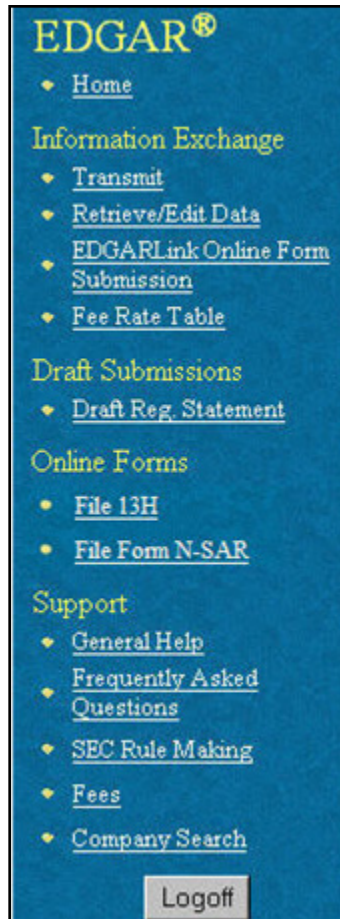 EDGAR®
Home
Information Exchange
Transmit
Retrieve/Edit Data
EDGARLink Online Form
Submission
Fee Rate Table
Draft Submissions
Draft Reg. Statement
Online Forms
File 13H
File Form N-SAR
Support
General Help
Frequently Asked
Questions
SEC Rule Making
Fees
Company Search
Logoff